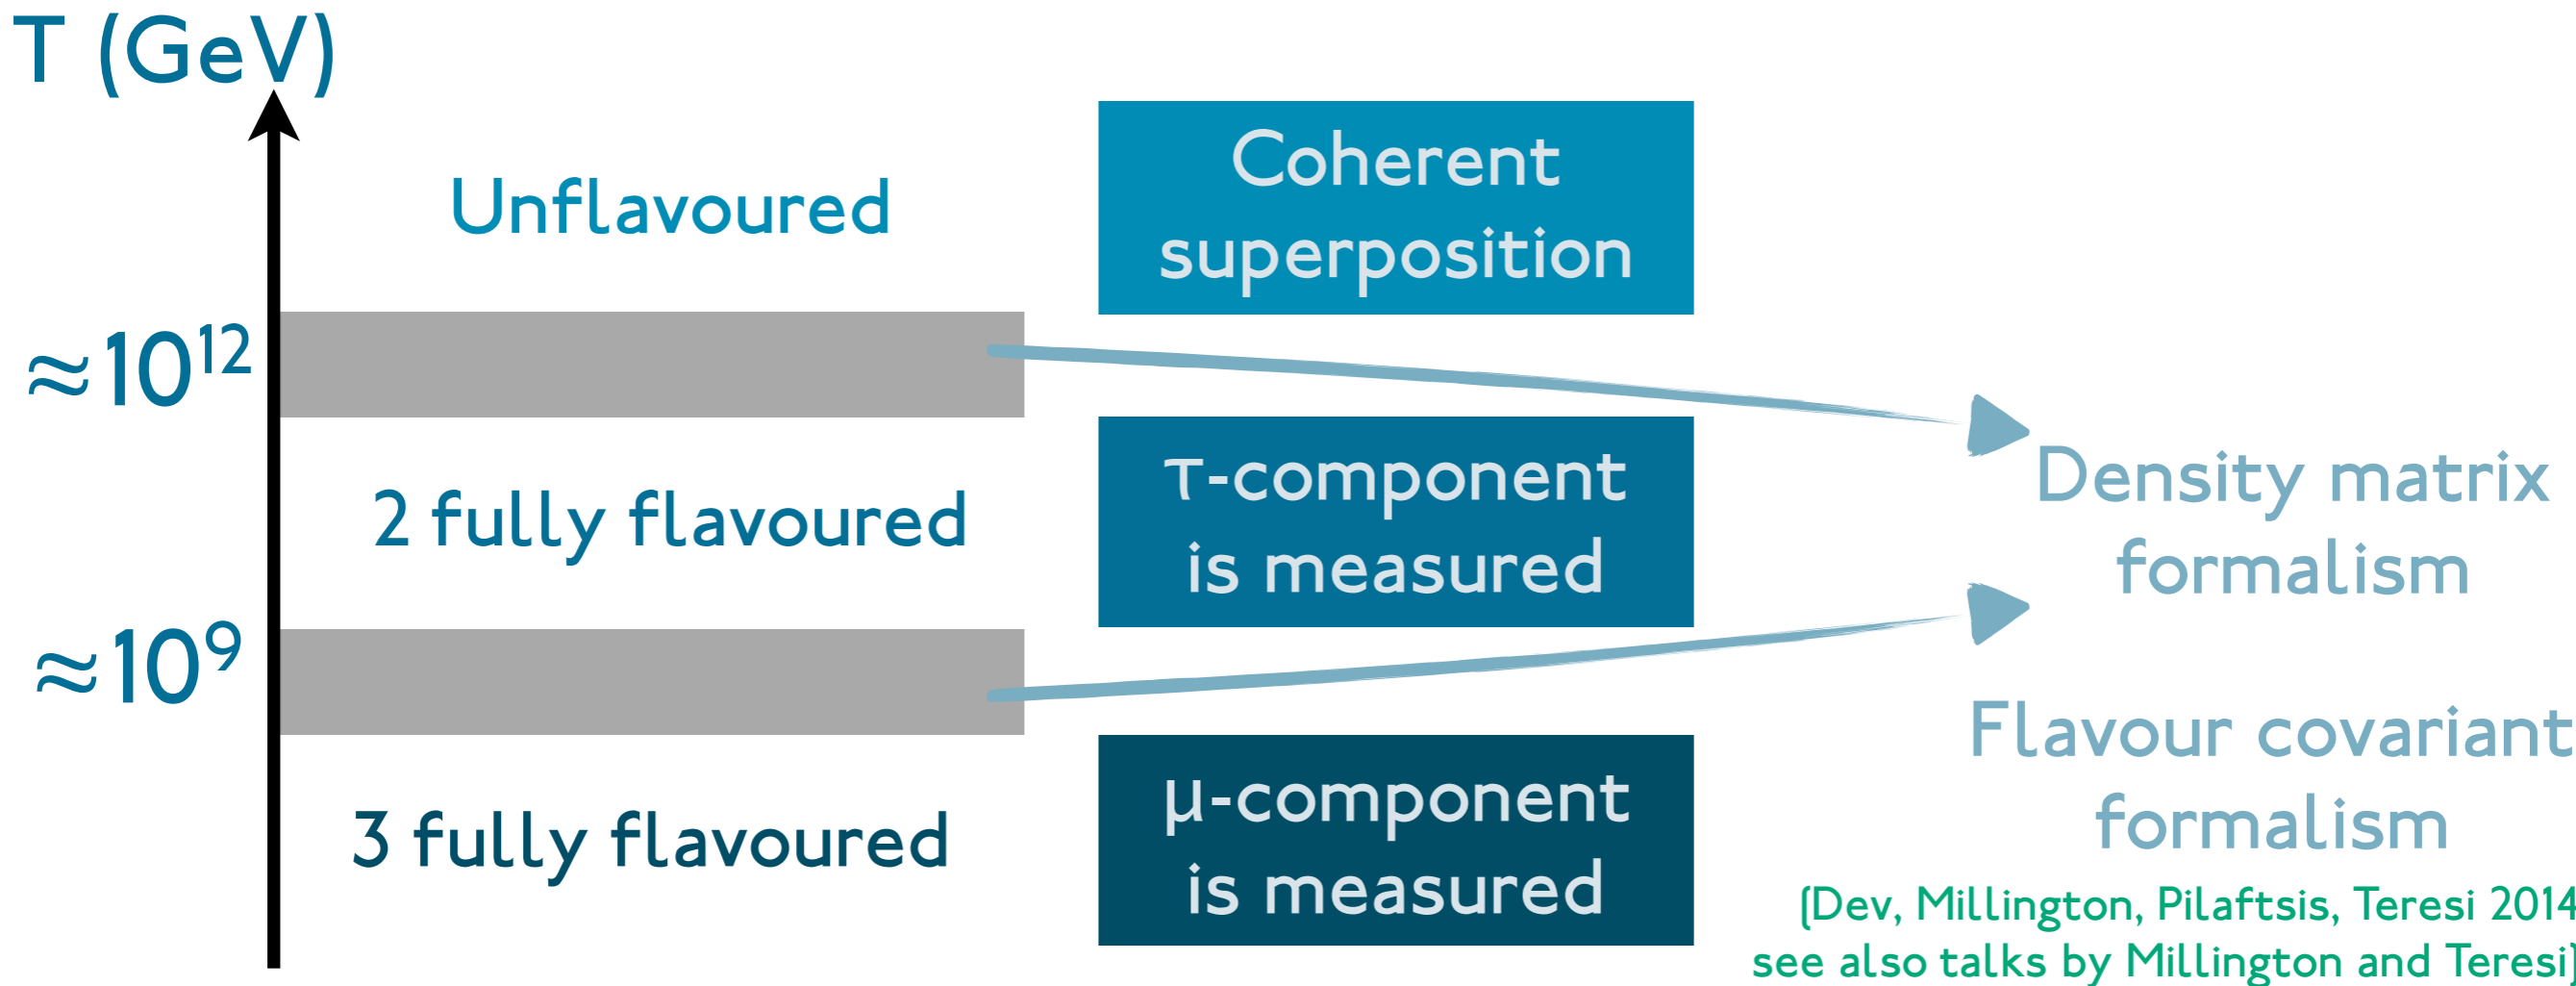 T (GeV)
Unflavoured
Coherent
superposition
≈10¹²
2 fully flavoured
τ-component
is measured
Density matrix
formalism
≈10⁹
3 fully flavoured
μ-component
is measured
Flavour covariant
formalism
[Dev, Millington, Pilaftsis, Teresi 2014
see also talks by Millington and Teresi]